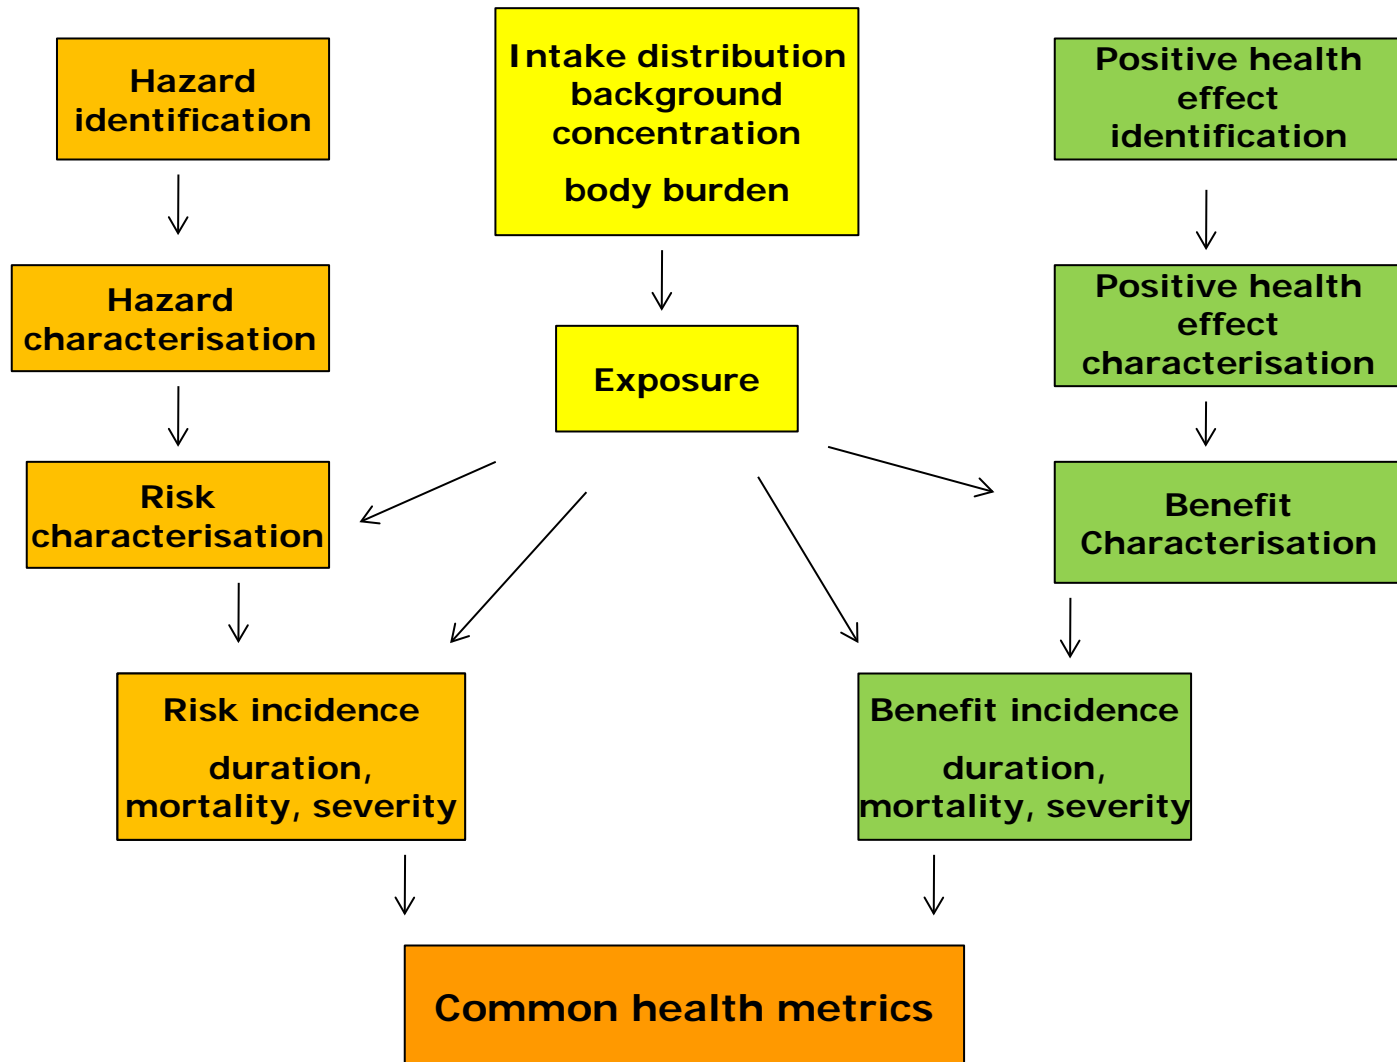 Hazard
identification
Intake distribution
background
concentration
body burden
Positive health
effect
identification
Hazard
characterisation
Exposure
Positive health
effect
characterisation
Risk
characterisation
Benefit
Characterisation
Risk incidence
duration,
mortality, severity
Benefit incidence
duration,
mortality, severity
Common health metrics